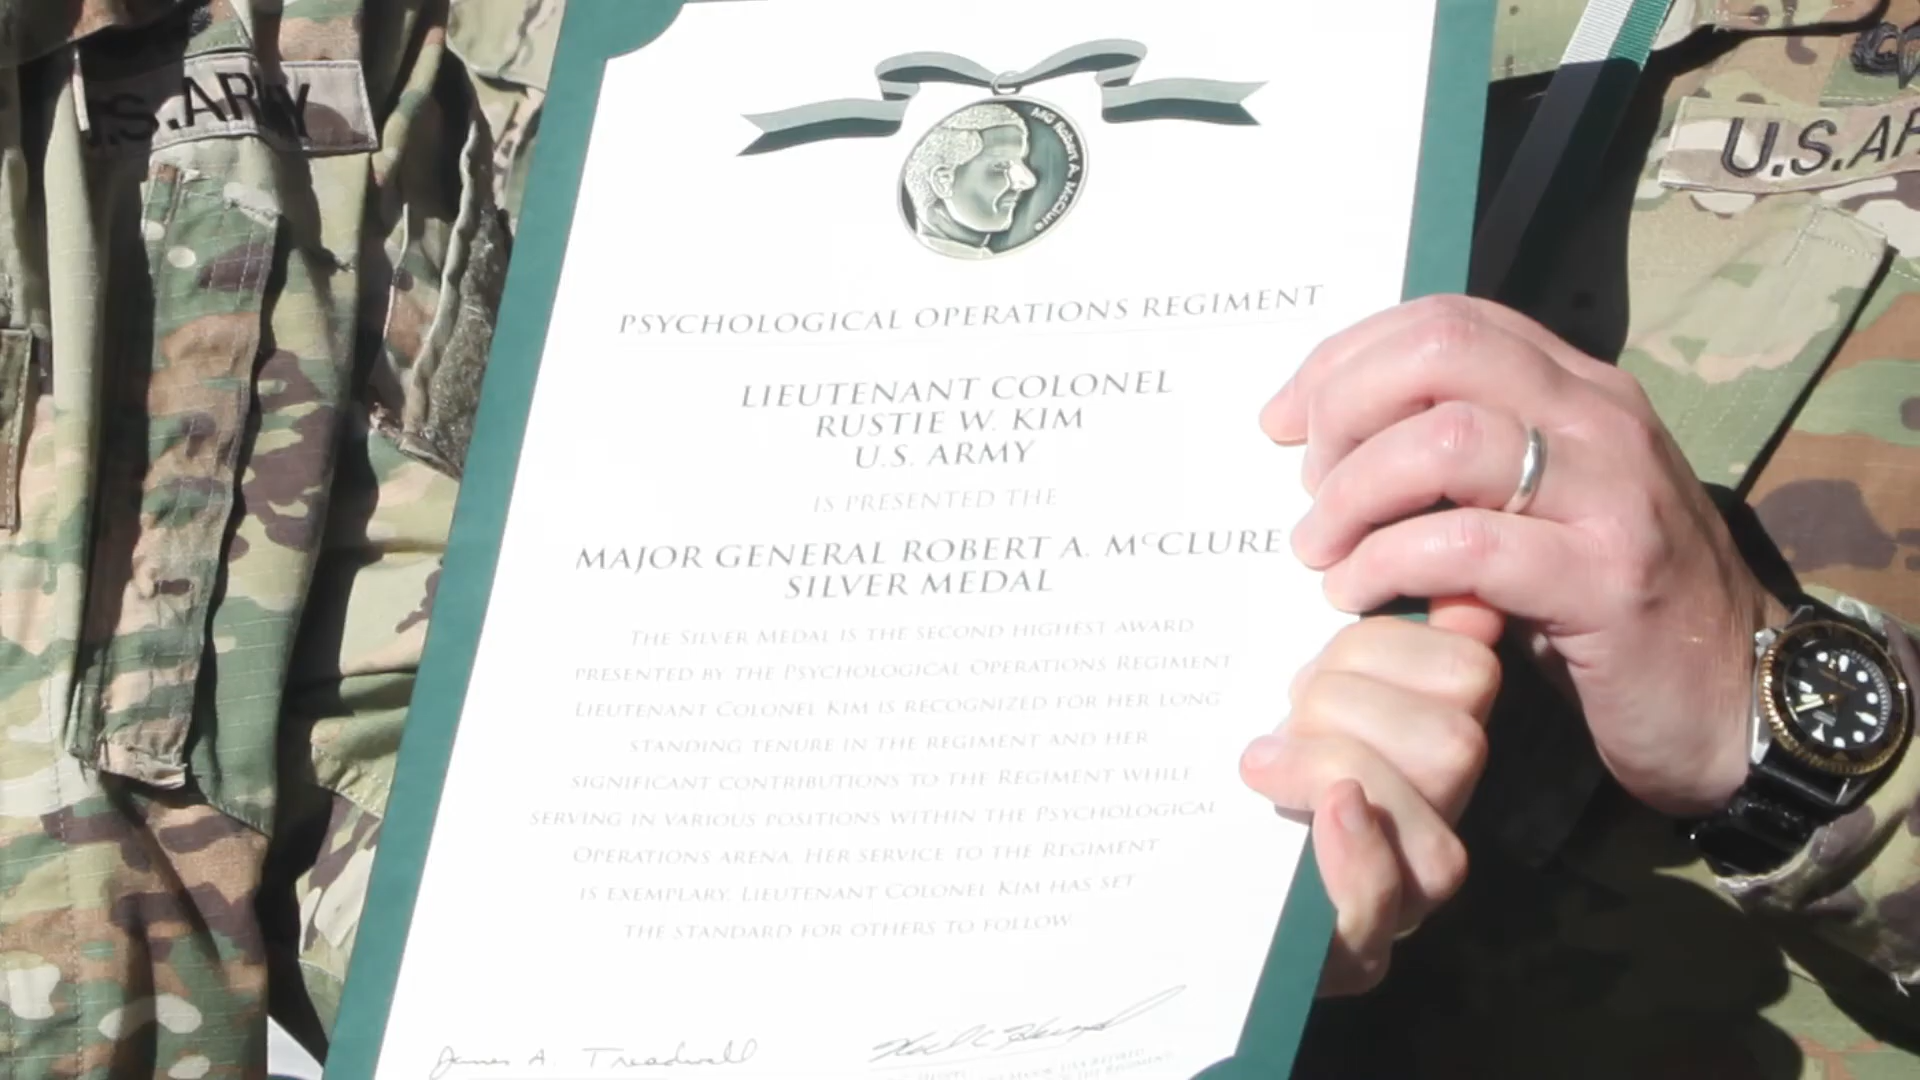 U.S.ARMY
U.S.AR
MG Robert A. McClure
PSYCHOLOGICAL OPERATIONS REGIMENT
LIEUTENANT COLONEL
RUSTIE W. KIM
U.S. ARMY
IS PRESENTED THE
MAJOR GENERAL ROBERT A. McCLURE
SILVER MEDAL
THE SILVER MEDAL IS THE SECOND HIGHEST AWARD
PRESENTED BY THE PSYCHOLOGICAL OPERATIONS REGIMENT
LIEUTENANT COLONEL KIM IS RECOGNIZED FOR HER LONG
STANDING TENURE IN THE REGIMENT AND HER
SIGNIFICANT CONTRIBUTIONS TO THE REGIMENT WHILE
SERVING IN VARIOUS POSITIONS WITHIN THE PSYCHOLOGICAL
OPERATIONS ARENA. HER SERVICE TO THE REGIMENT
IS EXEMPLARY. LIEUTENANT COLONEL KIM HAS SET
THE STANDARD FOR OTHERS TO FOLLOW.
James A. Treadwell